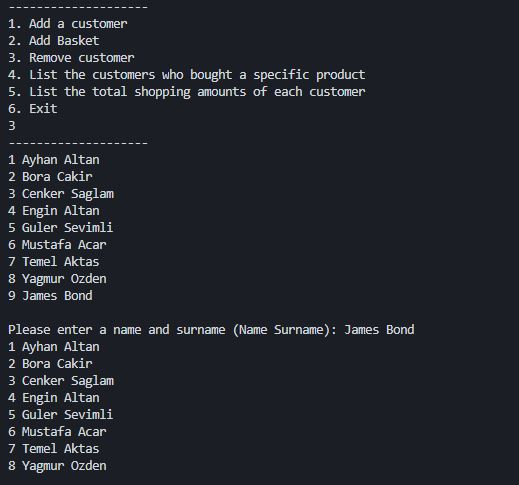 --------------------
1. Add a customer
2. Add Basket
3. Remove customer
4. List the customers who bought a specific product
5. List the total shopping amounts of each customer
6. Exit
3
--------------------
1 Ayhan Altan
2 Bora Cakir
3 Cenker Saglam
4 Engin Altan
5 Guler Sevimli
6 Mustafa Acar
7 Temel Aktas
8 Yagmur Ozden
9 James Bond

Please enter a name and surname (Name Surname): James Bond
1 Ayhan Altan
2 Bora Cakir
3 Cenker Saglam
4 Engin Altan
5 Guler Sevimli
6 Mustafa Acar
7 Temel Aktas
8 Yagmur Ozden